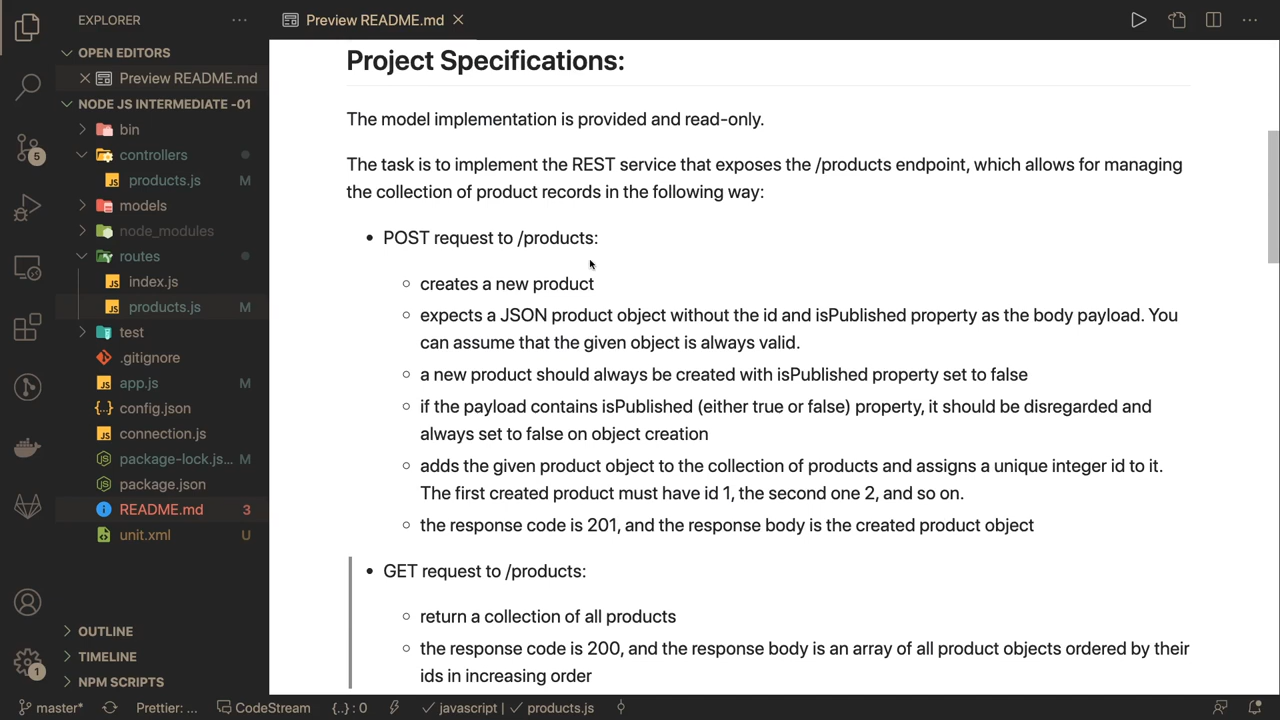 EXPLORER
Preview README.md
OPEN EDITORS
Preview README.md
NODE JS INTERMEDIATE -01
bin
controllers
products.js M
models
node_modules
routes
index.js
products.js M
test
.gitignore
app.js M
config.json
connection.js
package-lock.js... M
package.json
README.md 3
unit.xml U
OUTLINE
TIMELINE
NPM SCRIPTS
5
1
Project Specifications:
The model implementation is provided and read-only.
The task is to implement the REST service that exposes the /products endpoint, which allows for managing
the collection of product records in the following way:
• POST request to /products:
creates a new product
expects a JSON product object without the id and isPublished property as the body payload. You
can assume that the given object is always valid.
a new product should always be created with isPublished property set to false
if the payload contains isPublished (either true or false) property, it should be disregarded and
always set to false on object creation
adds the given product object to the collection of products and assigns a unique integer id to it.
The first created product must have id 1, the second one 2, and so on.
the response code is 201, and the response body is the created product object
• GET request to /products:
return a collection of all products
the response code is 200, and the response body is an array of all product objects ordered by their
ids in increasing order
master* Prettier: ... CodeStream {..} : 0 javascript | products.js